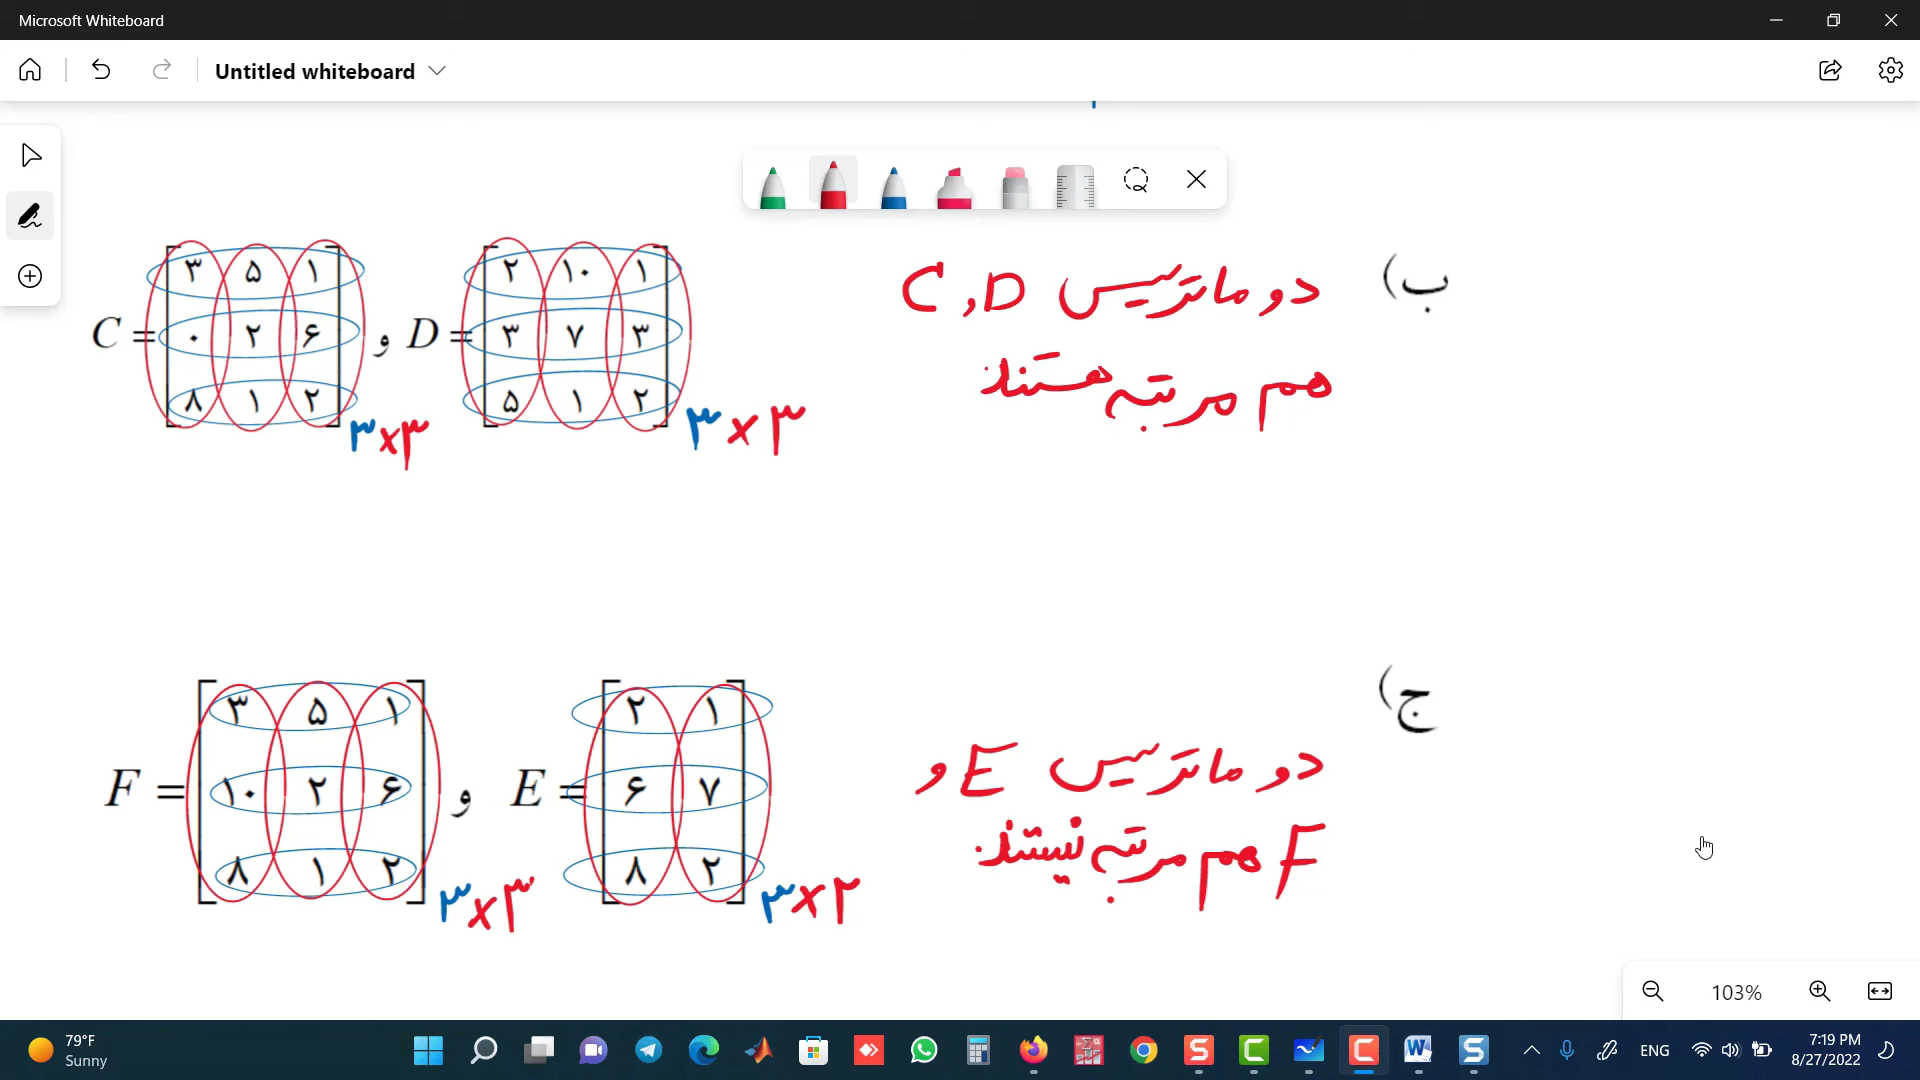 Microsoft Whiteboard
Untitled whiteboard
ب)
دو ماتریس C, D
هم مرتبه هستند.
C = [۳ ۵ ۱
۰ ۲ ۶
۸ ۱ ۲] ۳×۳
و D = [۲ ۱۰ ۱
۳ ۷ ۳
۵ ۱ ۲] ۳×۳
ج)
دو ماتریس E و
F هم مرتبه نیستند.
F = [۳ ۵ ۱
۱۰ ۲ ۶
۸ ۱ ۲] ۳×۳
و E = [۲ ۱
۶ ۷
۸ ۲] ۳×۲
103%
79°F
Sunny
ENG
7:19 PM
8/27/2022